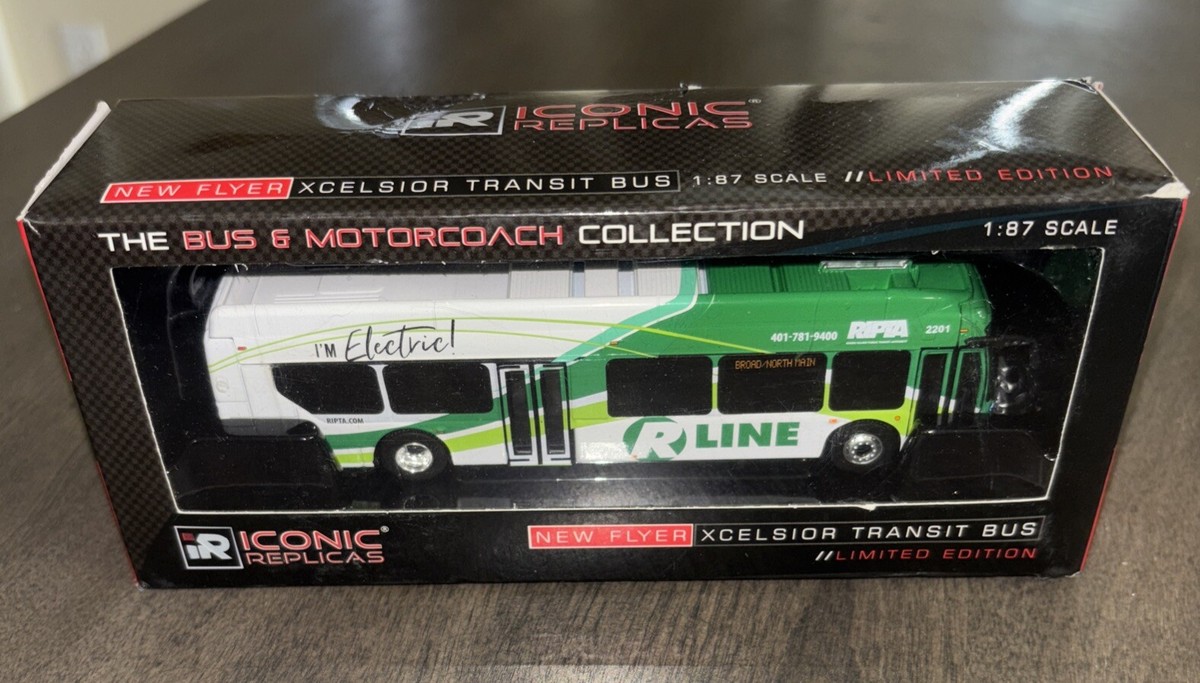 iR ICONIC REPLICAS®
NEW FLYER XCELSIOR TRANSIT BUS 1:87 SCALE //LIMITED EDITION
THE BUS & MOTORCOACH COLLECTION 1:87 SCALE
I'M Electric!
401-781-9400 RIPTA 2201
BROAD/NORTH MAIN
RIPTA.COM
R LINE
iR ICONIC REPLICAS®
NEW FLYER XCELSIOR TRANSIT BUS
//LIMITED EDITION